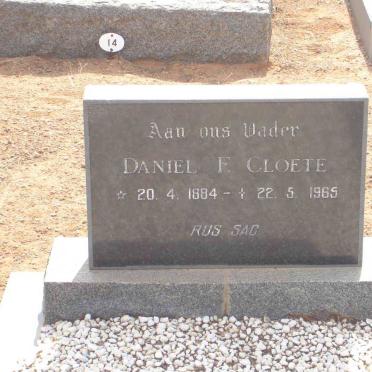 14
Aan ons Vader
DANIEL F. CLOETE
☆ 20. 4. 1884 - ✝ 22. 5. 1965
RUS SAG